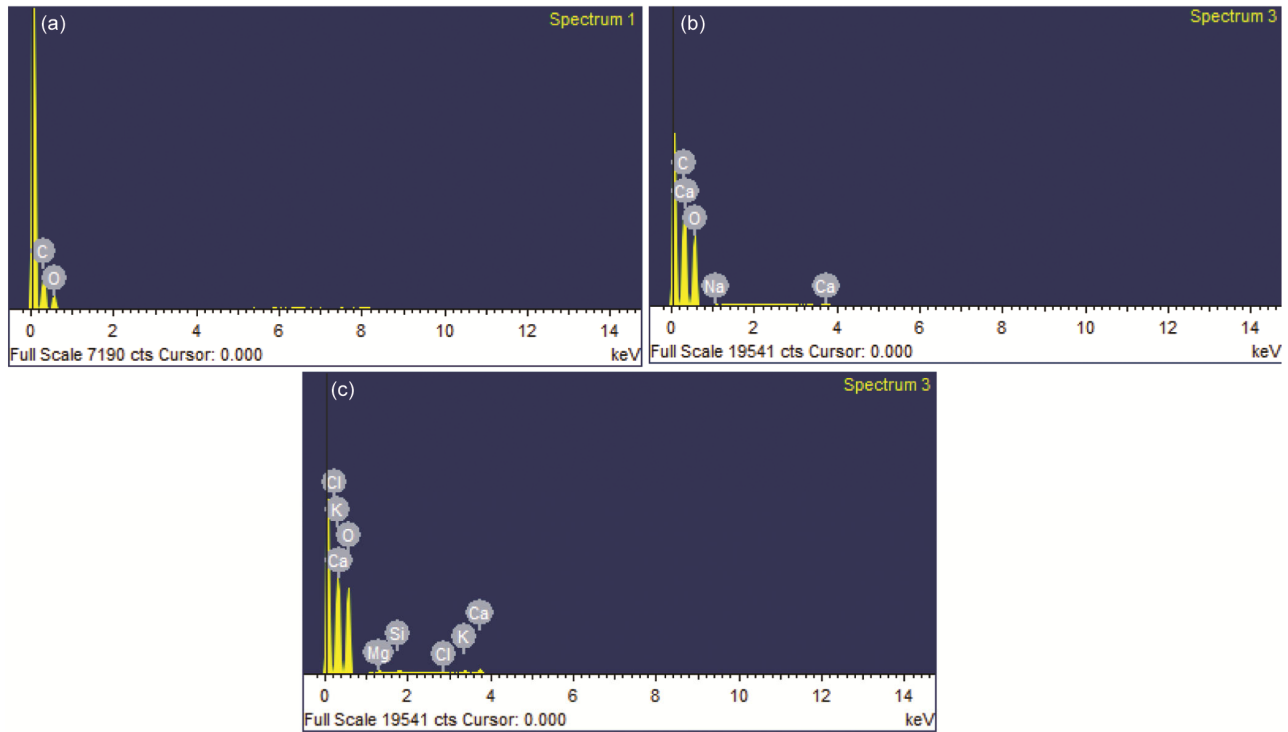 (a) Spectrum 1
C
O
0 2 4 6 8 10 12 14
Full Scale 7190 cts Cursor: 0.000 keV
(b) Spectrum 3
C
Ca
O
Na Ca
0 2 4 6 8 10 12 14
Full Scale 19541 cts Cursor: 0.000 keV
(c) Spectrum 3
Cl
K
O
Ca
Ca
Si K
Mg Cl
0 2 4 6 8 10 12 14
Full Scale 19541 cts Cursor: 0.000 keV